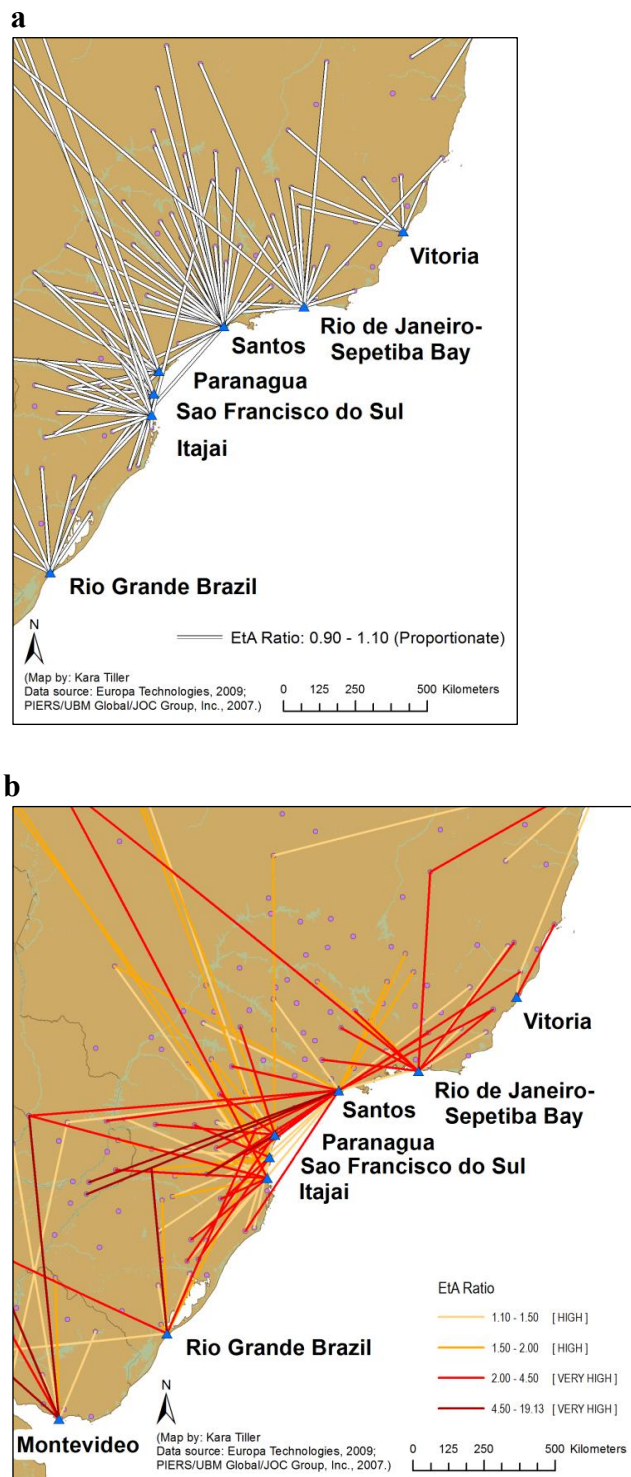 a
Vitoria
Rio de Janeiro-
Sepetiba Bay
Santos
Paranagua
Sao Francisco do Sul
Itajai
Rio Grande Brazil
N
EtA Ratio: 0.90 - 1.10 (Proportionate)
(Map by: Kara Tiller
Data source: Europa Technologies, 2009;
PIERS/UBM Global/JOC Group, Inc., 2007.)
0 125 250 500 Kilometers
b
Vitoria
Rio de Janeiro-
Sepetiba Bay
Santos
Paranagua
Sao Francisco do Sul
Itajai
EtA Ratio
1.10 - 1.50 [ HIGH ]
1.50 - 2.00 [ HIGH ]
2.00 - 4.50 [ VERY HIGH ]
4.50 - 19.13 [ VERY HIGH ]
Rio Grande Brazil
N
Montevideo
(Map by: Kara Tiller
Data source: Europa Technologies, 2009;
PIERS/UBM Global/JOC Group, Inc., 2007.)
0 125 250 500 Kilometers